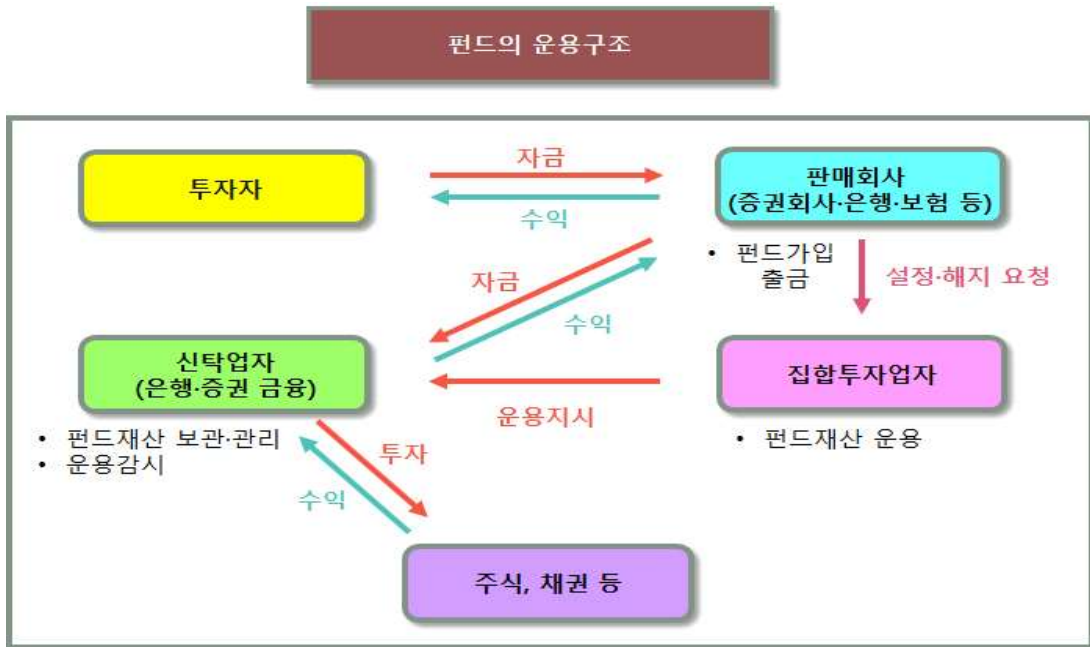 펀드의 운용구조
투자자
자금
수익
판매회사
(증권회사·은행·보험 등)
• 펀드가입
출금
설정·해지 요청
자금
수익
신탁업자
(은행·증권 금융)
• 펀드재산 보관·관리
• 운용감시
운용지시
집합투자업자
• 펀드재산 운용
투자
수익
주식, 채권 등